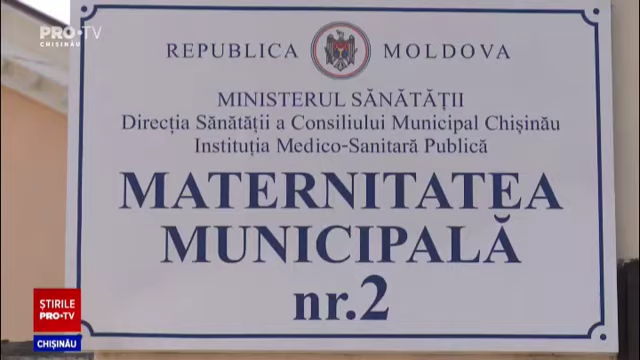 PRO·TV
CHIȘINĂU
REPUBLICA MOLDOVA
MINISTERUL SĂNĂTĂȚII
Direcția Sănătății a Consiliului Municipal Chișinău
Instituția Medico-Sanitară Publică
MATERNITATEA
MUNICIPALĂ
nr.2
ȘTIRILE
PRO·TV
CHIȘINĂU